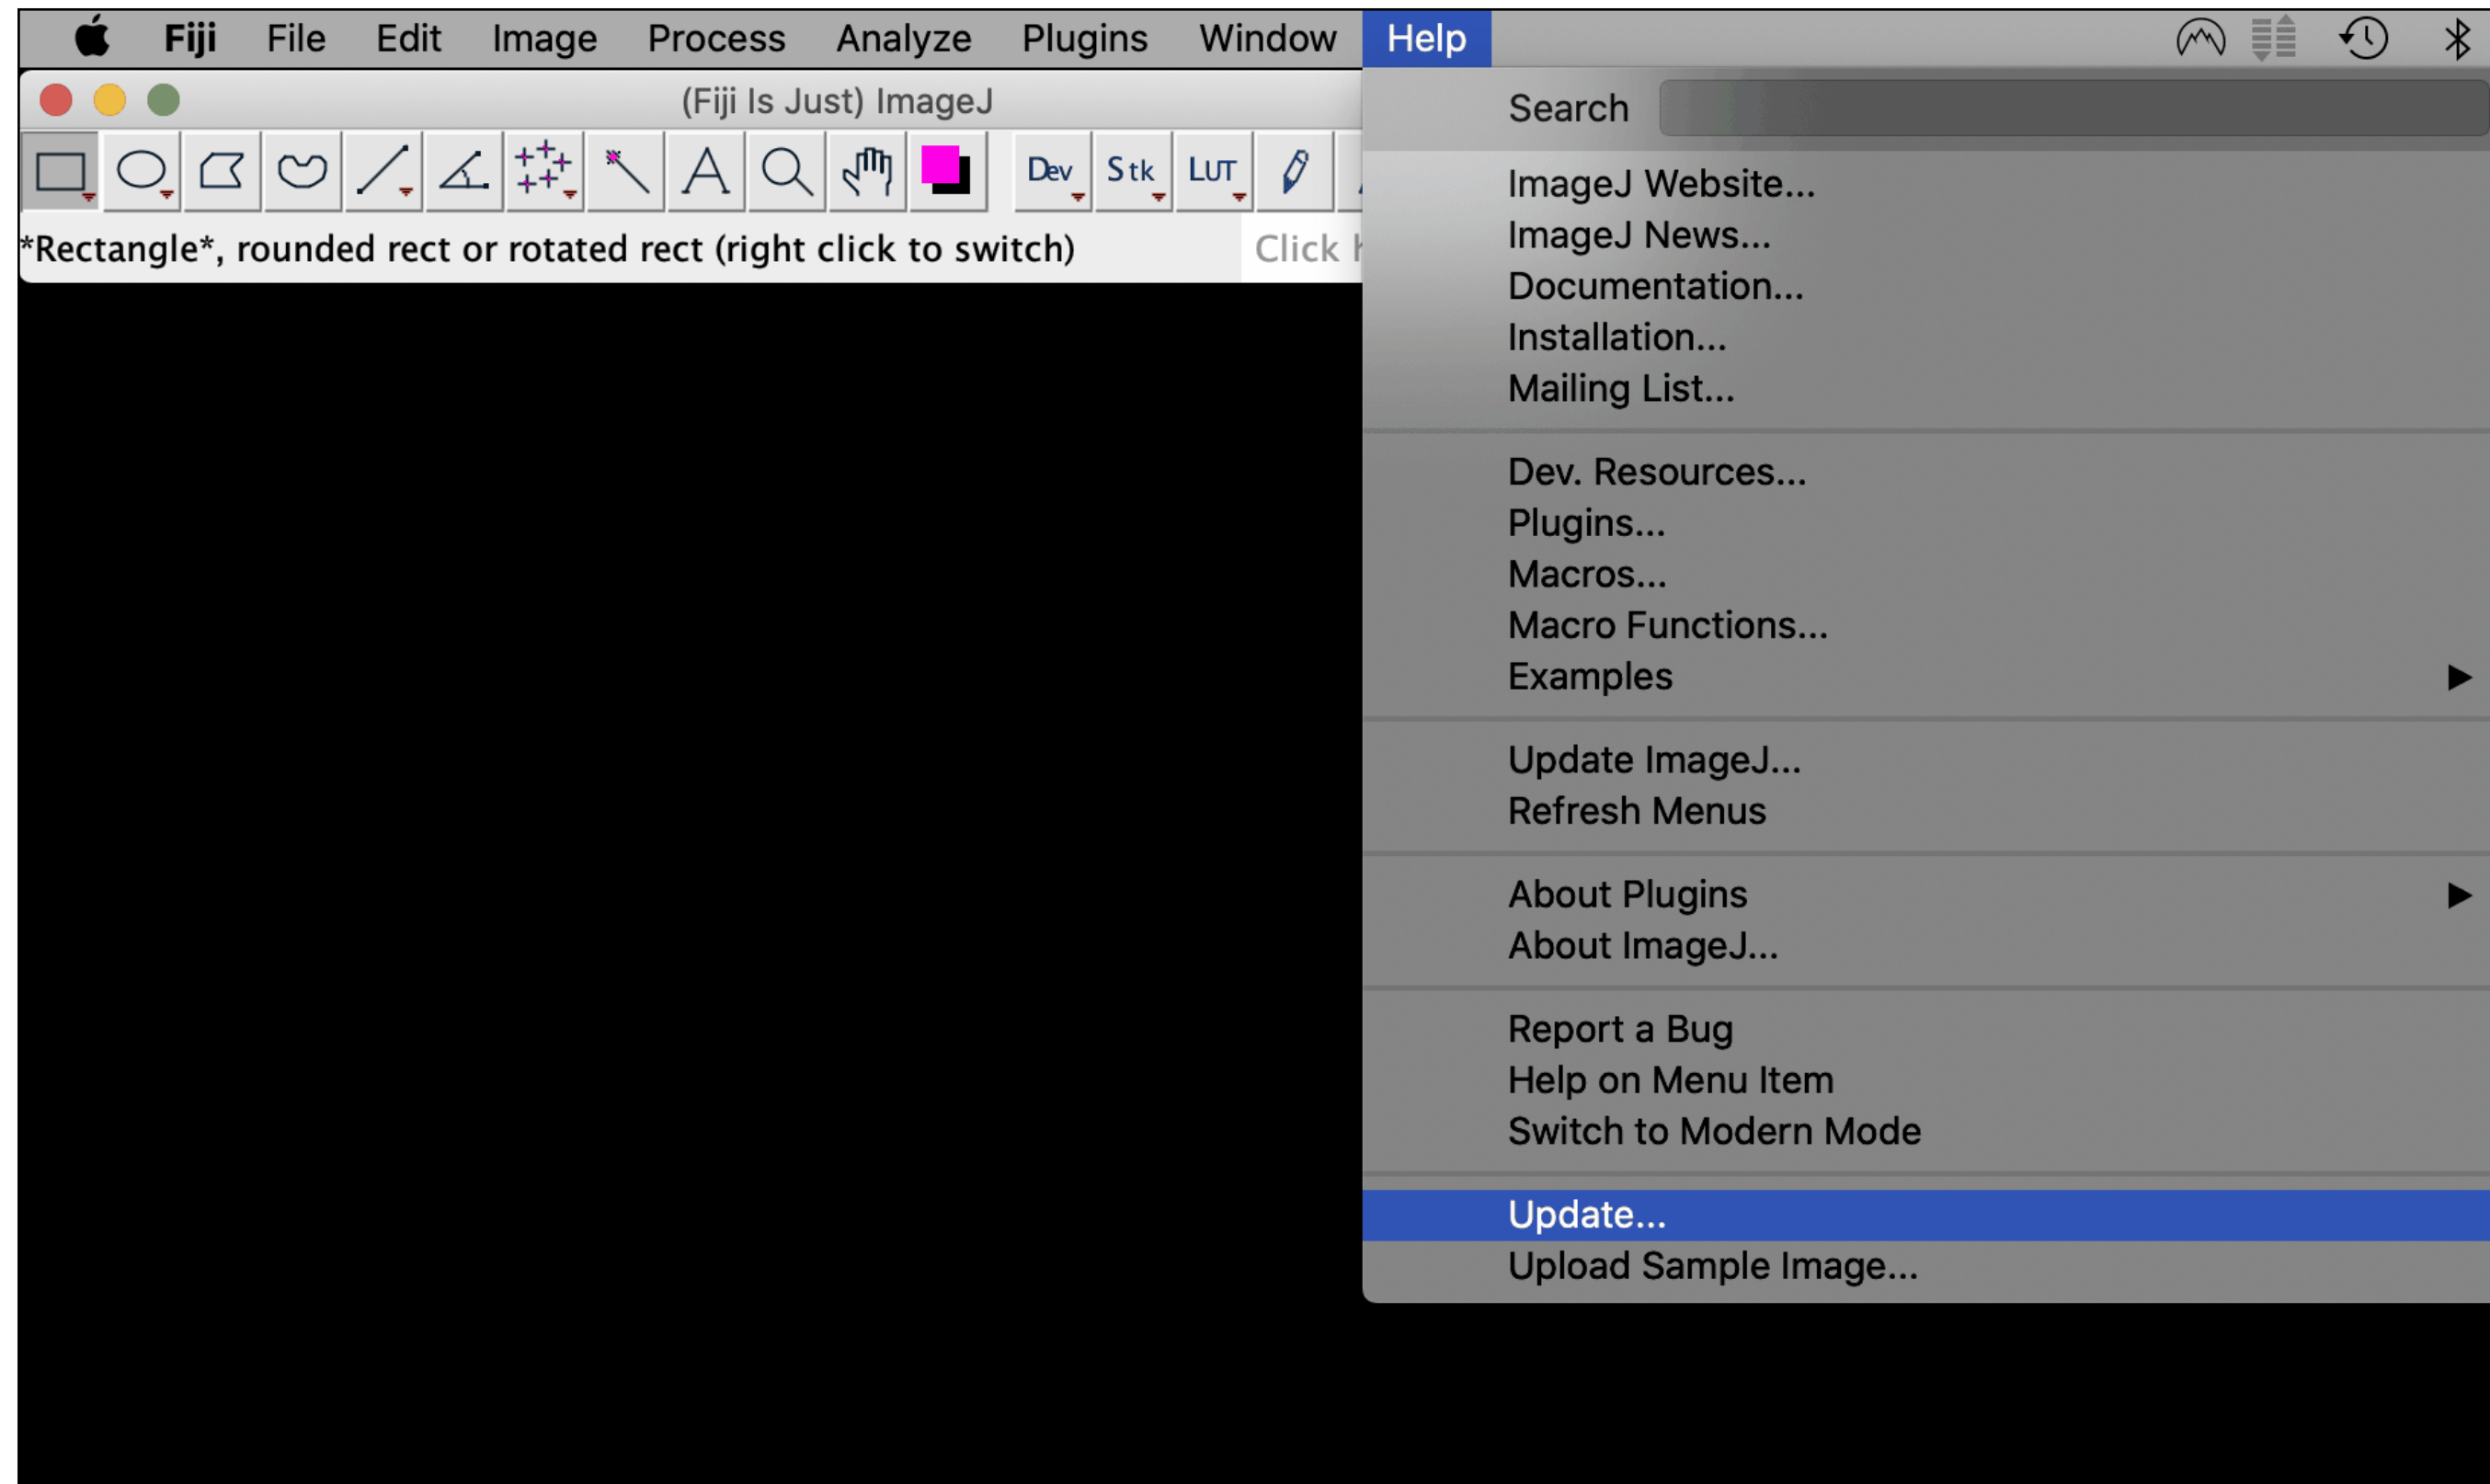 Fiji File Edit Image Process Analyze Plugins Window Help
(Fiji Is Just) ImageJ
Dev Stk LUT
*Rectangle*, rounded rect or rotated rect (right click to switch)
Click
Search
ImageJ Website...
ImageJ News...
Documentation...
Installation...
Mailing List...
Dev. Resources...
Plugins...
Macros...
Macro Functions...
Examples
Update ImageJ...
Refresh Menus
About Plugins
About ImageJ...
Report a Bug
Help on Menu Item
Switch to Modern Mode
Update...
Upload Sample Image...